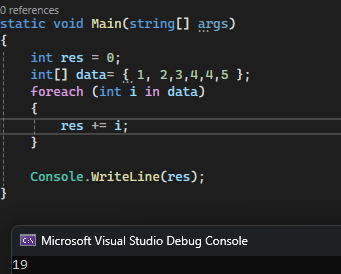 0 references
static void Main(string[] args)
{
    int res = 0;
    int[] data= { 1, 2,3,4,4,5 };
    foreach (int i in data)
    {
        res += i;
    }

    Console.WriteLine(res);
}
Microsoft Visual Studio Debug Console
19